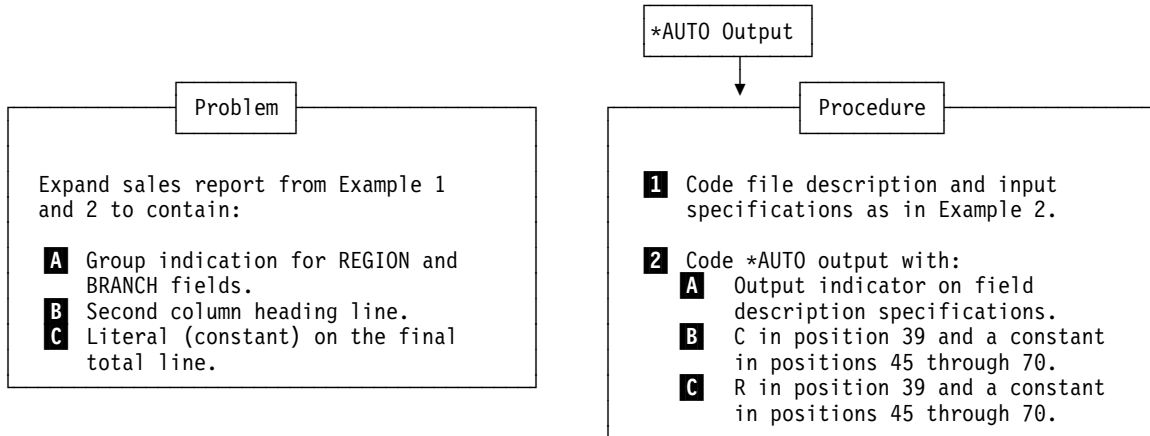 *AUTO Output
Problem
Expand sales report from Example 1
and 2 to contain:
A Group indication for REGION and
BRANCH fields.
B Second column heading line.
C Literal (constant) on the final
total line.
Procedure
1 Code file description and input
specifications as in Example 2.
2 Code *AUTO output with:
A Output indicator on field
description specifications.
B C in position 39 and a constant
in positions 45 through 70.
C R in position 39 and a constant
in positions 45 through 70.